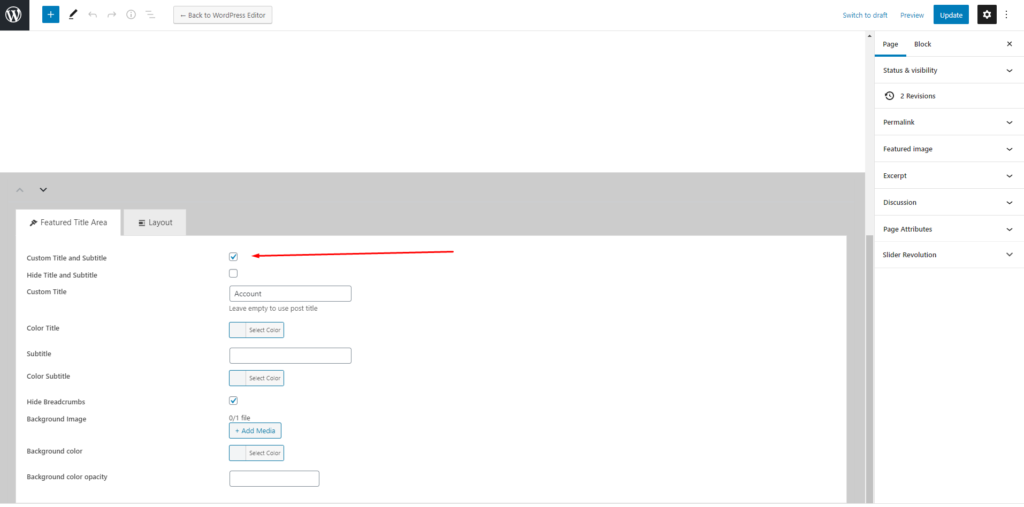 ← Back to WordPress Editor
Switch to draft
Preview
Update
Page
Block
Status & visibility
2 Revisions
Permalink
Featured image
Excerpt
Discussion
Page Attributes
Slider Revolution
Featured Title Area
Layout
Custom Title and Subtitle
Hide Title and Subtitle
Custom Title
Account
Leave empty to use post title
Color Title
Select Color
Subtitle
Color Subtitle
Select Color
Hide Breadcrumbs
Background Image
0/1 file
+ Add Media
Background color
Select Color
Background color opacity